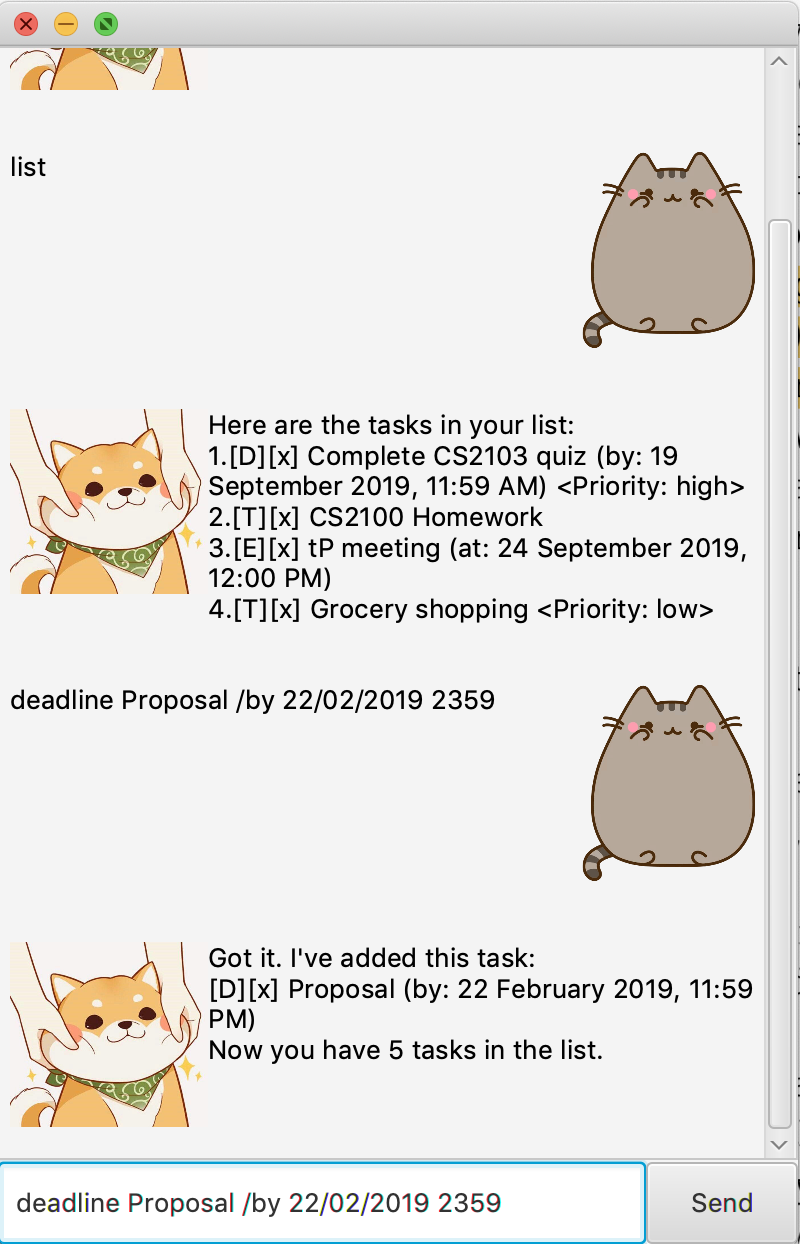 list
Here are the tasks in your list:
1.[D][x] Complete CS2103 quiz (by: 19
September 2019, 11:59 AM) <Priority: high>
2.[T][x] CS2100 Homework
3.[E][x] tP meeting (at: 24 September 2019,
12:00 PM)
4.[T][x] Grocery shopping <Priority: low>
deadline Proposal /by 22/02/2019 2359
Got it. I've added this task:
[D][x] Proposal (by: 22 February 2019, 11:59
PM)
Now you have 5 tasks in the list.
deadline Proposal /by 22/02/2019 2359
Send